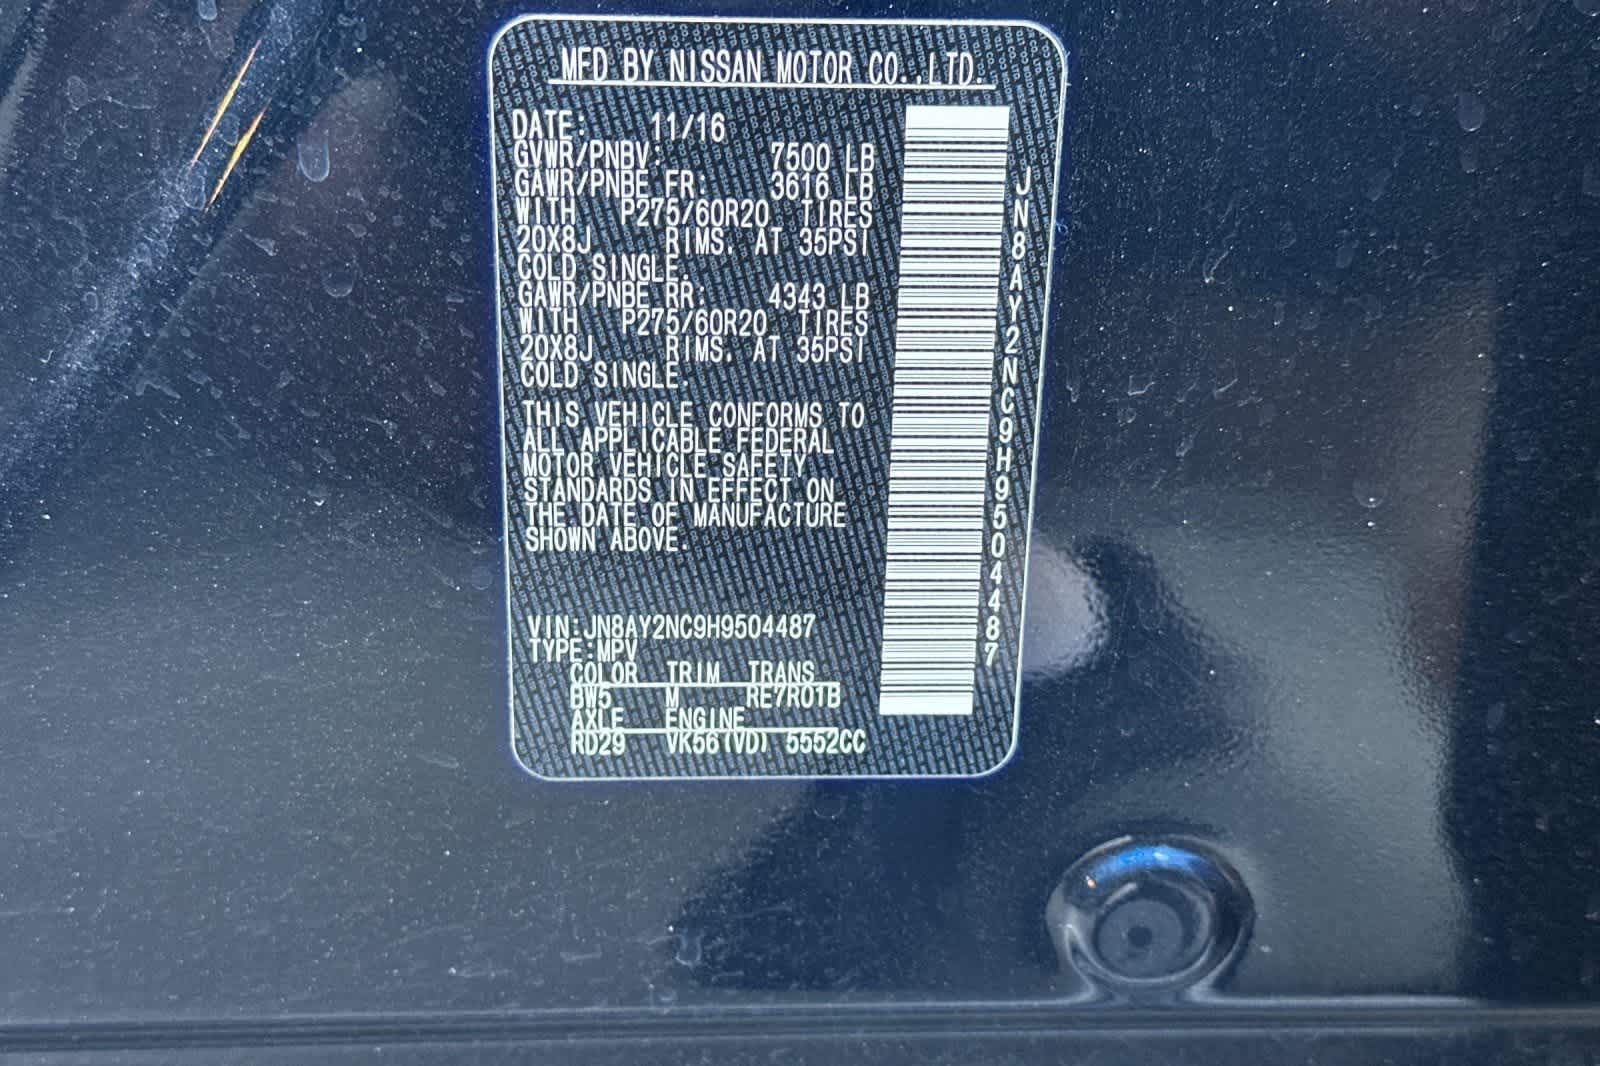 MFD BY NISSAN MOTOR CO.,LTD.
DATE: 11/16
GVWR/PNBV: 7500 LB
GAWR/PNBE FR: 3616 LB
WITH P275/60R20 TIRES
20X8J RIMS. AT 35PSI
COLD SINGLE.
GAWR/PNBE RR: 4343 LB
WITH P275/60R20 TIRES
20X8J RIMS. AT 35PSI
COLD SINGLE.
THIS VEHICLE CONFORMS TO
ALL APPLICABLE FEDERAL
MOTOR VEHICLE SAFETY
STANDARDS IN EFFECT ON
THE DATE OF MANUFACTURE
SHOWN ABOVE.
VIN:JN8AY2NC9H9504487
TYPE:MPV
COLOR TRIM TRANS
BW5 M RE7R01B
AXLE ENGINE
RD29 VK56(VD) 5552CC
JN8AY2NC9H9504487